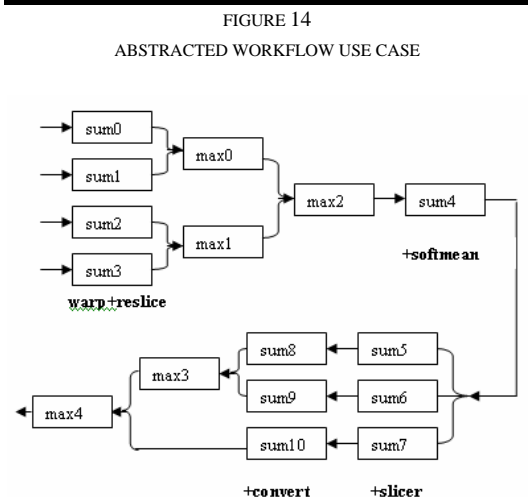 FIGURE 14
ABSTRACTED WORKFLOW USE CASE
sum0
sum1
max0
sum2
sum3
max1
max2
sum4
+softmean
warp+reslice
sum8
sum5
max3
sum9
sum6
max4
sum10
sum7
+convert
+slicer